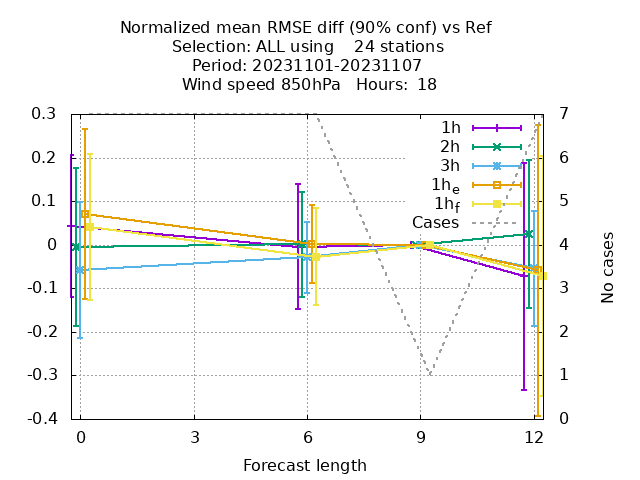 Normalized mean RMSE diff (90% conf) vs Ref
Selection: ALL using    24 stations
Period: 20231101-20231107
Wind speed 850hPa   Hours:  18
0.3
0.2
0.1
0
-0.1
-0.2
-0.3
-0.4
7
6
5
4
3
2
1
0
1h
2h
3h
1he
1hf
Cases
No cases
0 3 6 9 12
Forecast length